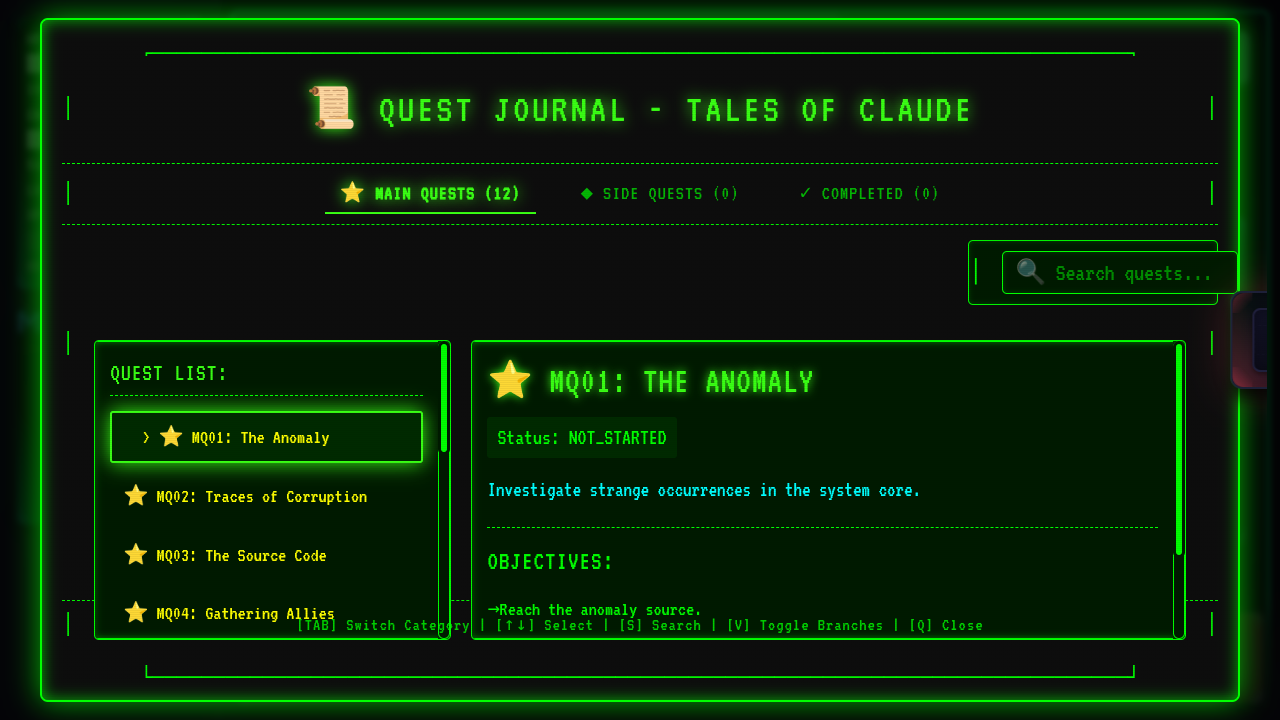 QUEST JOURNAL - TALES OF CLAUDE
MAIN QUESTS (12)
◆ SIDE QUESTS (0)
✓ COMPLETED (0)
Search quests...
QUEST LIST:
› MQ01: The Anomaly
MQ02: Traces of Corruption
MQ03: The Source Code
MQ04: Gathering Allies
MQ01: THE ANOMALY
Status: NOT_STARTED
Investigate strange occurrences in the system core.
OBJECTIVES:
→Reach the anomaly source.
[TAB] Switch Category | [↑↓] Select | [S] Search | [V] Toggle Branches | [Q] Close